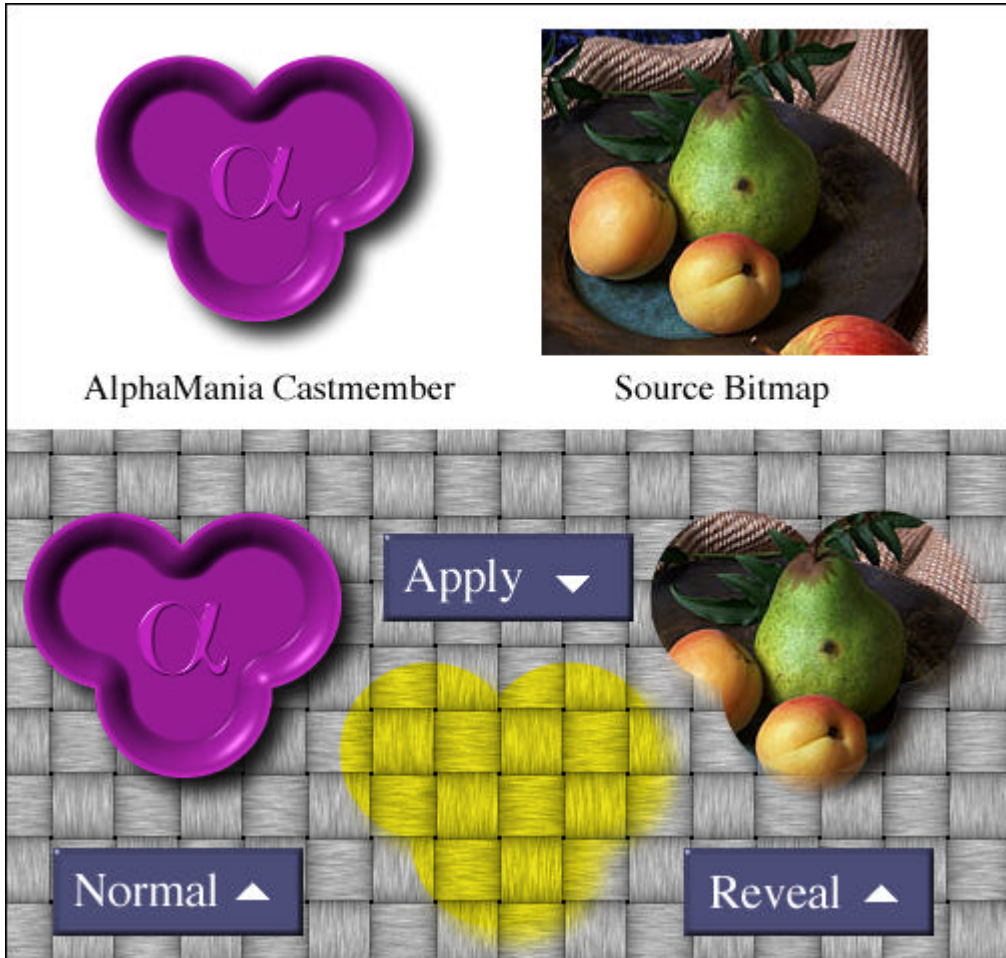 α
AlphaMania Castmember
Source Bitmap
Apply
α
Normal
Reveal